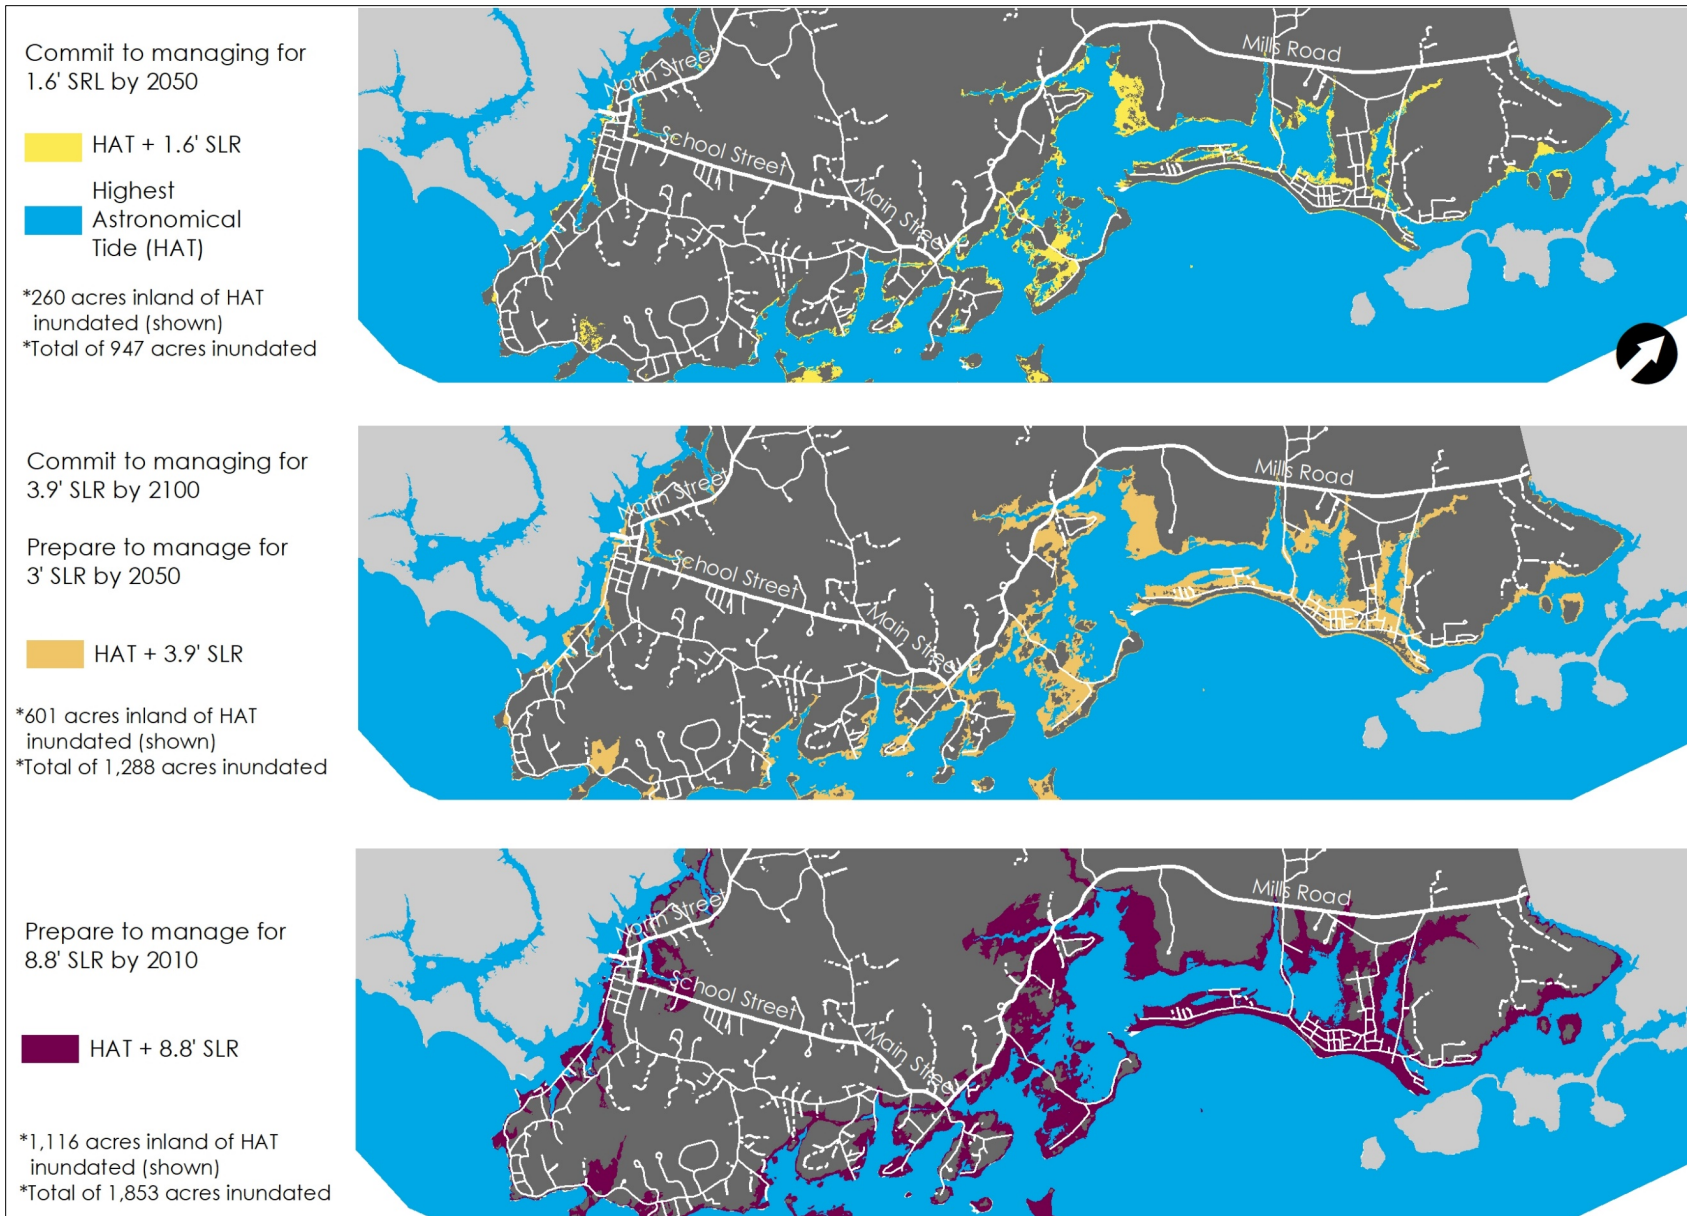 Commit to managing for
1.6' SRL by 2050
HAT + 1.6' SLR
Highest
Astronomical
Tide (HAT)
*260 acres inland of HAT
inundated (shown)
*Total of 947 acres inundated
North Street
School Street
Main Street
Mills Road
Commit to managing for
3.9' SLR by 2100
Prepare to manage for
3' SLR by 2050
HAT + 3.9' SLR
*601 acres inland of HAT
inundated (shown)
*Total of 1,288 acres inundated
North Street
School Street
Main Street
Mills Road
Prepare to manage for
8.8' SLR by 2010
HAT + 8.8' SLR
*1,116 acres inland of HAT
inundated (shown)
*Total of 1,853 acres inundated
North Street
School Street
Main Street
Mills Road